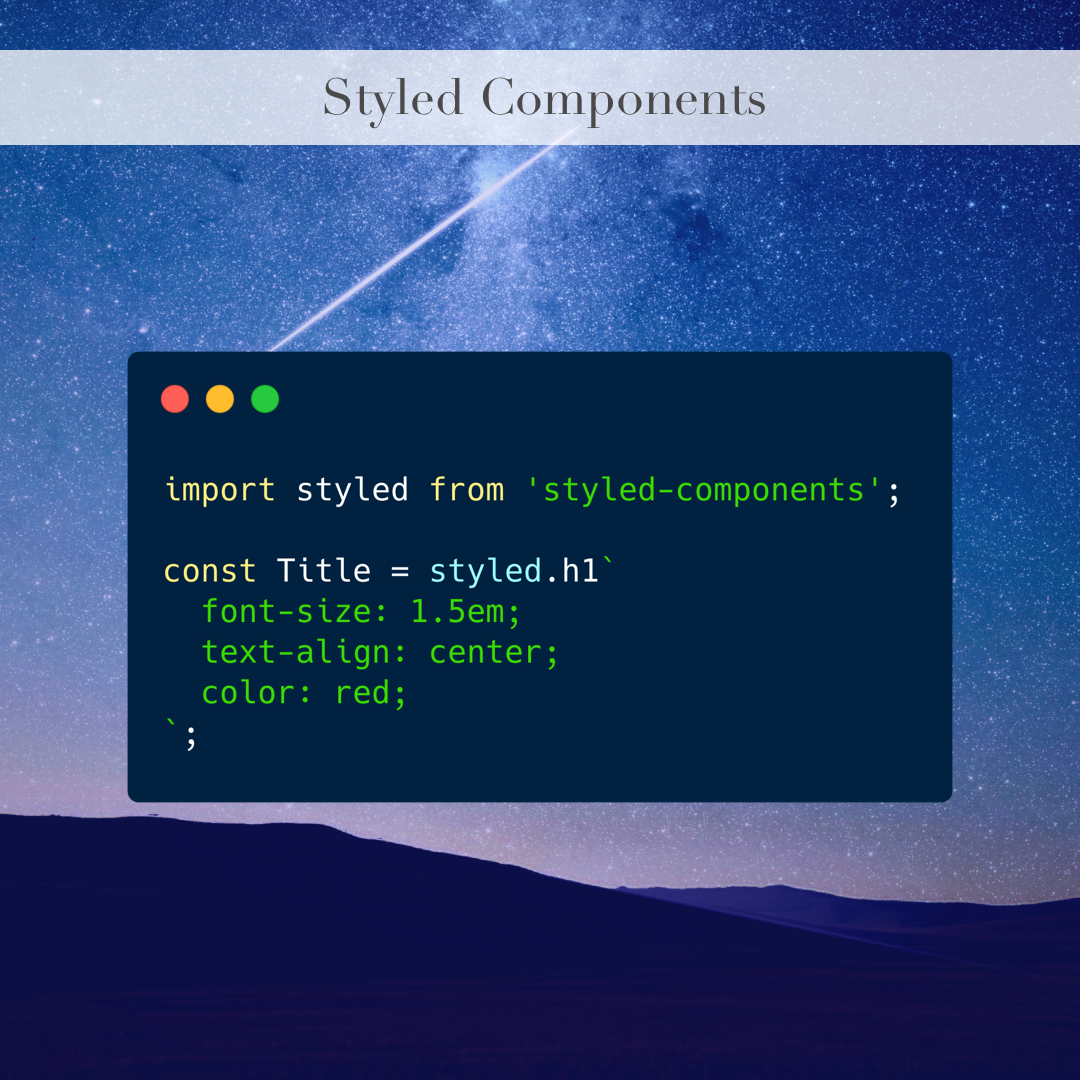 Styled Components
import styled from 'styled-components';
const Title = styled.h1`
  font-size: 1.5em;
  text-align: center;
  color: red;
`;